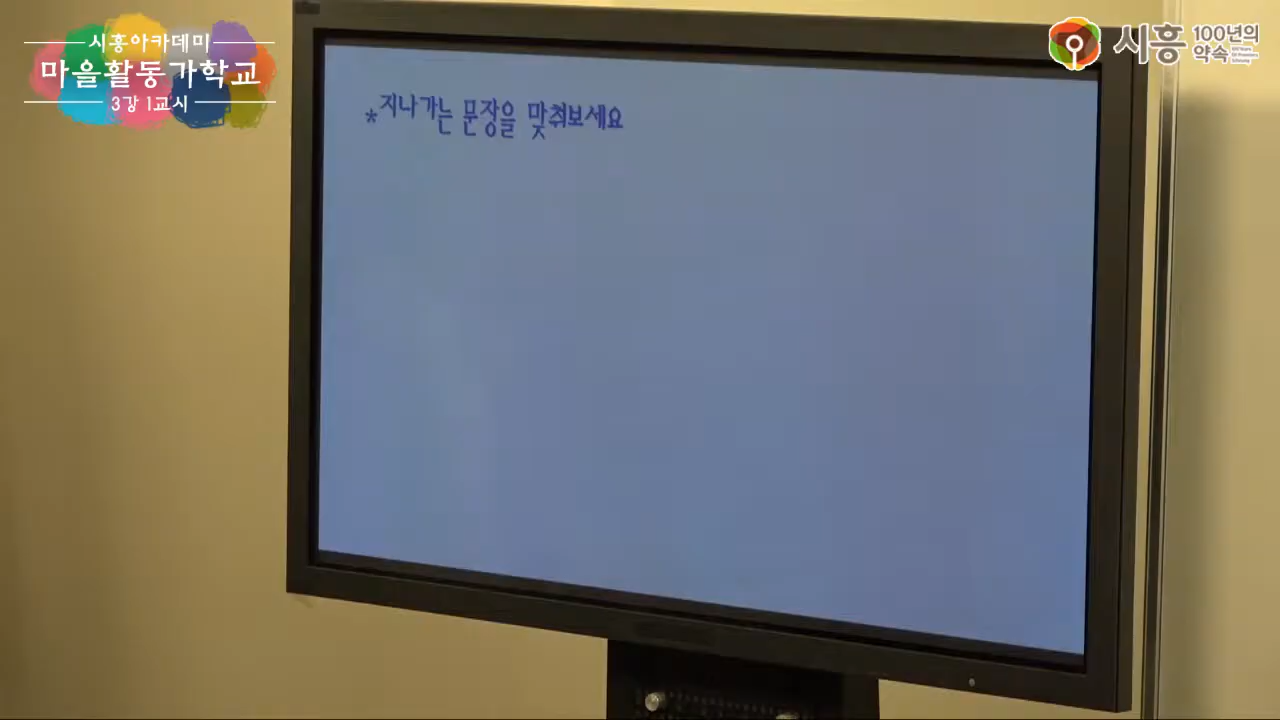 시흥아카데미
마을활동가학교
3강 1교시
시흥 100년의 약속
*지나가는 문장을 맞춰보세요